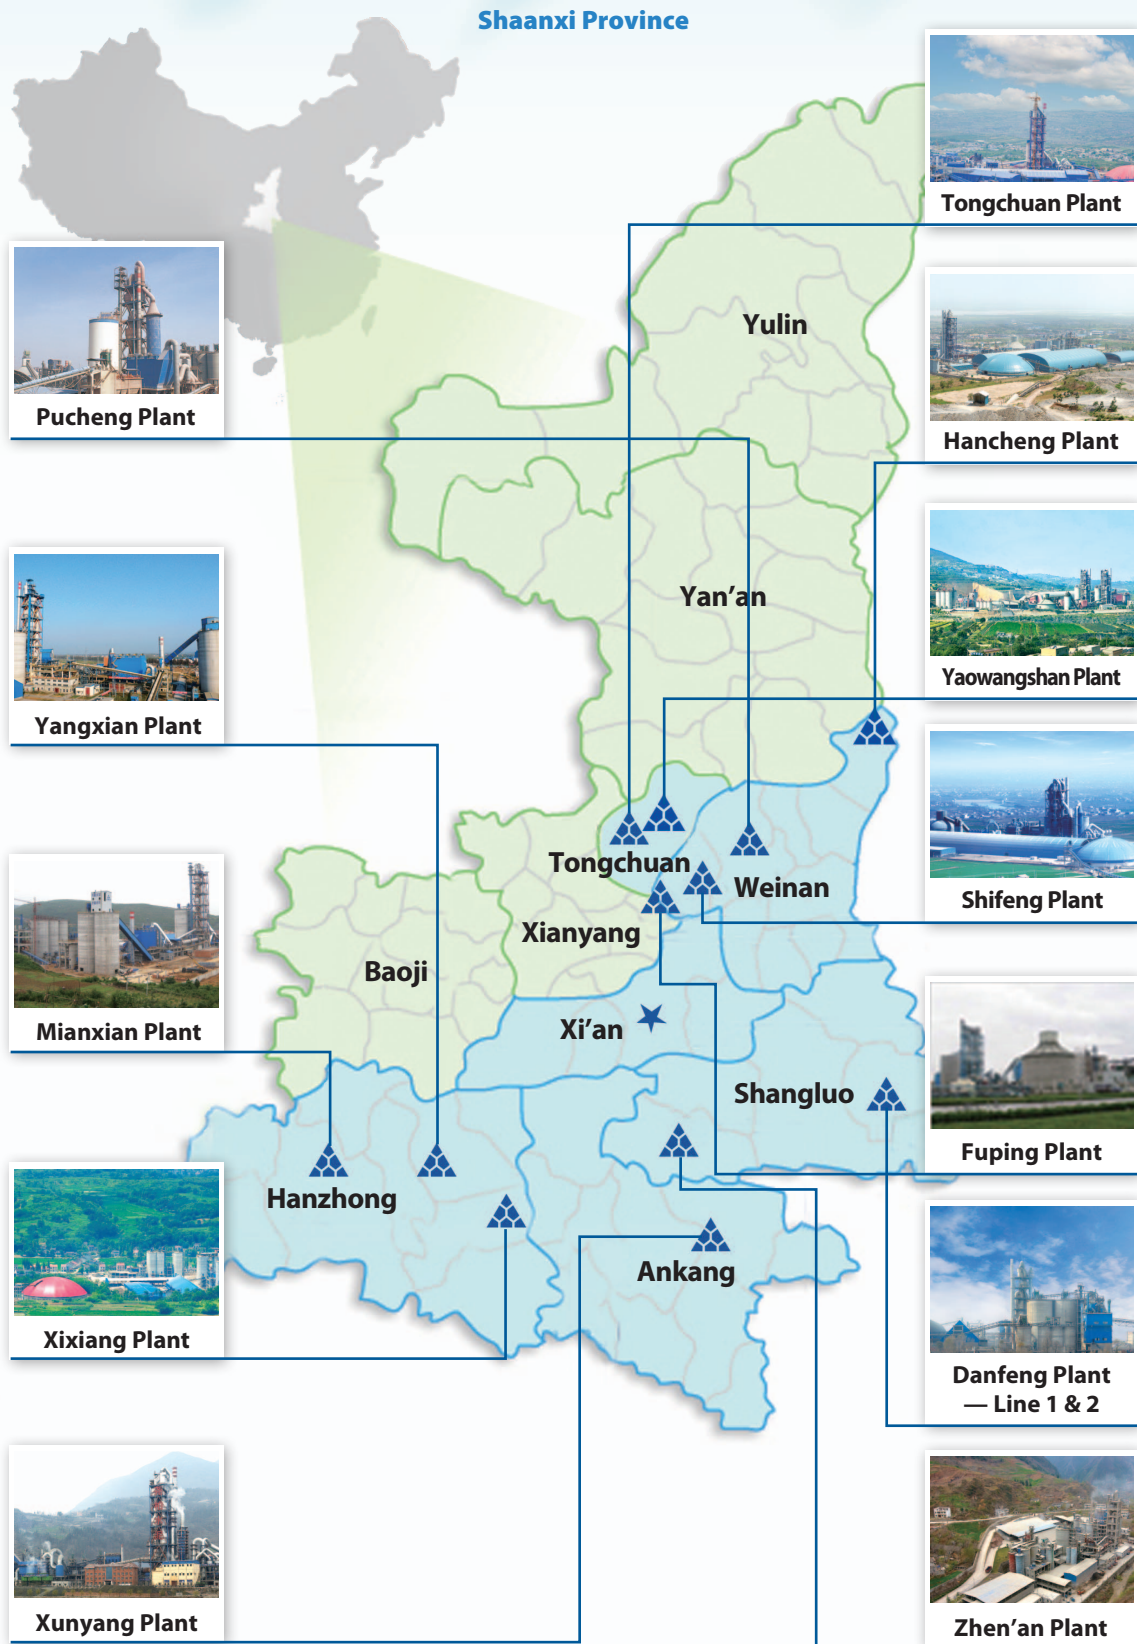 Shaanxi Province
Tongchuan Plant
Yulin
Hancheng Plant
Pucheng Plant
Yan’an
Yaowangshan Plant
Yangxian Plant
Tongchuan
Weinan
Shifeng Plant
Xianyang
Baoji
Mianxian Plant
Xi’an
Shangluo
Fuping Plant
Hanzhong
Ankang
Xixiang Plant
Danfeng Plant
— Line 1 & 2
Xunyang Plant
Zhen’an Plant